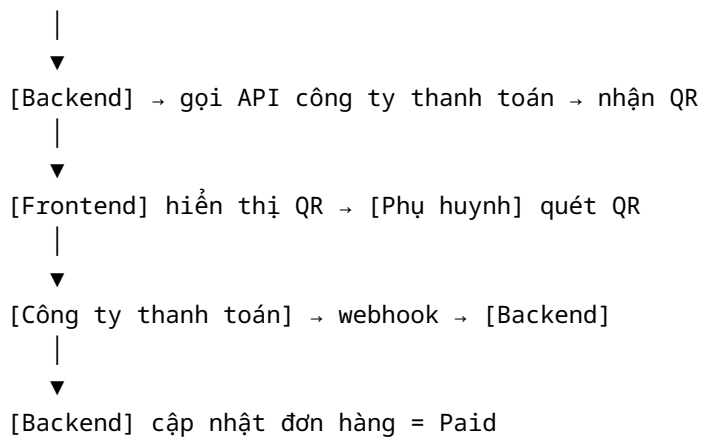 │
▼
[Backend] → gọi API công ty thanh toán → nhận QR
│
▼
[Frontend] hiển thị QR → [Phụ huynh] quét QR
│
▼
[Công ty thanh toán] → webhook → [Backend]
│
▼
[Backend] cập nhật đơn hàng = Paid